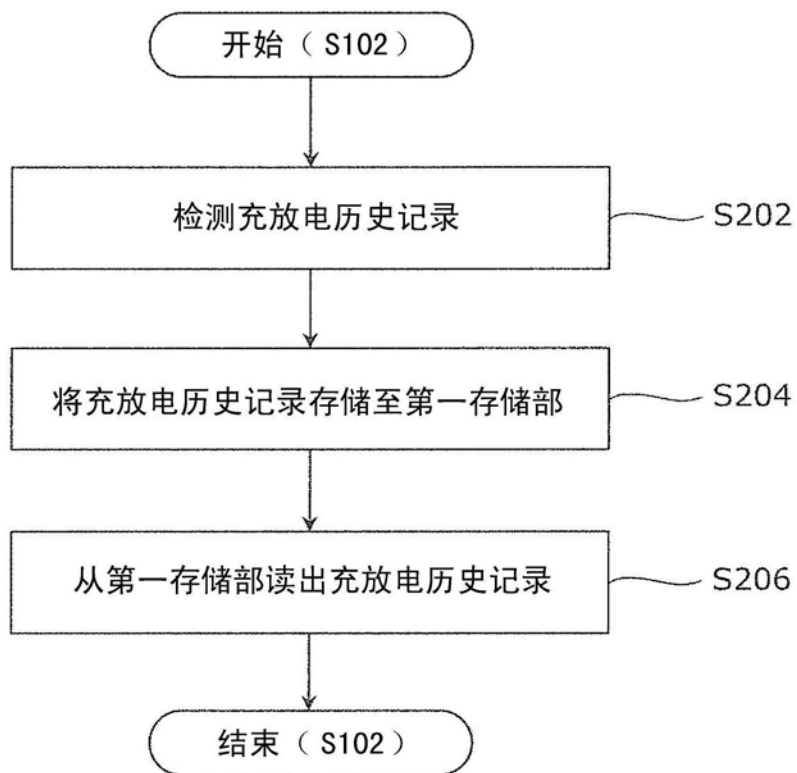 开始（S102）
检测充放电历史记录
S202
将充放电历史记录存储至第一存储部
S204
从第一存储部读出充放电历史记录
S206
结束（S102）